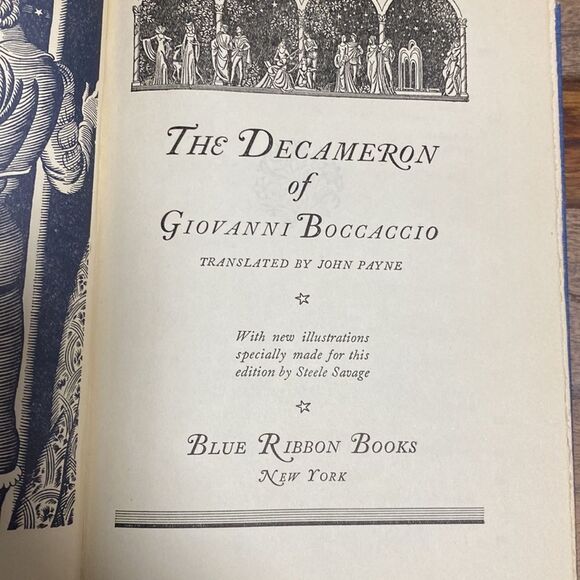 The Decameron
of
Giovanni Boccaccio
TRANSLATED BY JOHN PAYNE
With new illustrations
specially made for this
edition by Steele Savage
Blue Ribbon Books
New York